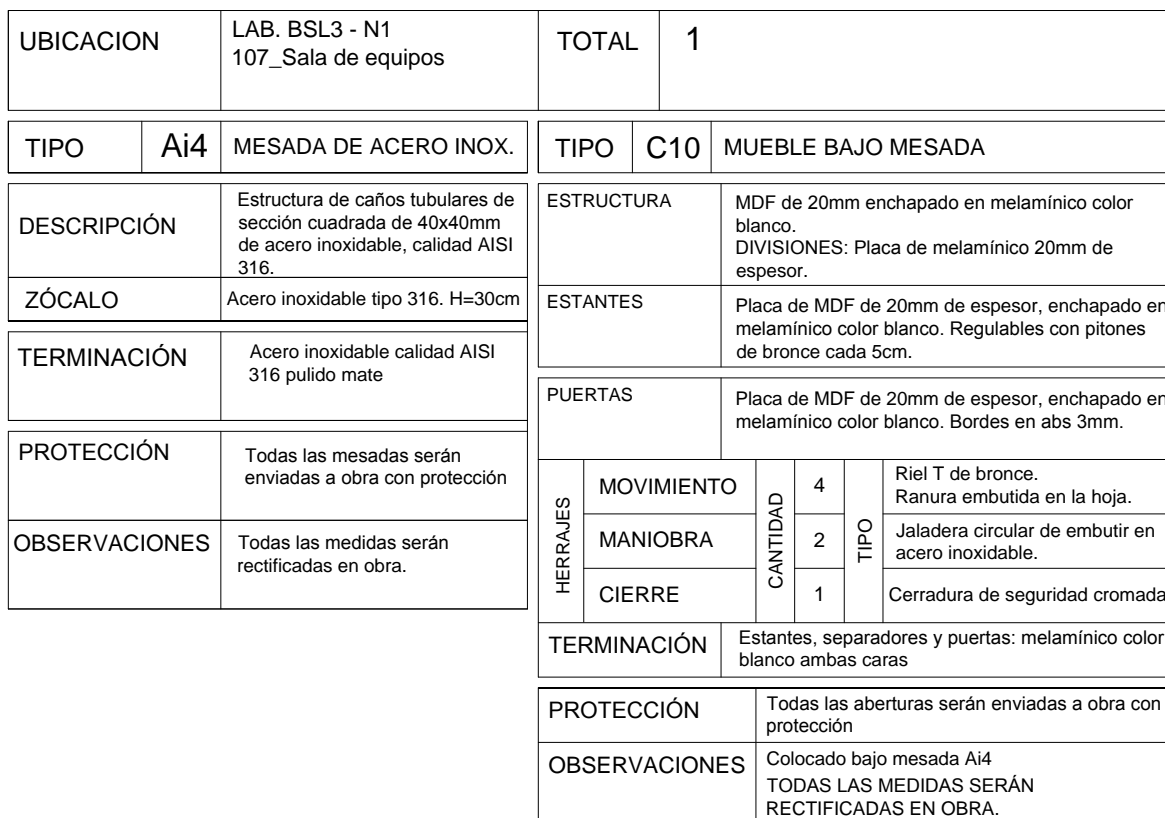 UBICACION
LAB. BSL3 - N1
107_Sala de equipos
TOTAL
1
TIPO
Ai4
MESADA DE ACERO INOX.
DESCRIPCIÓN
Estructura de caños tubulares de
sección cuadrada de 40x40mm
de acero inoxidable, calidad AISI
316.
ZÓCALO
Acero inoxidable tipo 316. H=30cm
TERMINACIÓN
Acero inoxidable calidad AISI
316 pulido mate
PROTECCIÓN
Todas las mesadas serán
enviadas a obra con protección
OBSERVACIONES
Todas las medidas serán
rectificadas en obra.
TIPO
C10
MUEBLE BAJO MESADA
ESTRUCTURA
MDF de 20mm enchapado en melamínico color
blanco.
DIVISIONES: Placa de melamínico 20mm de
espesor.
ESTANTES
Placa de MDF de 20mm de espesor, enchapado en
melamínico color blanco. Regulables con pitones
de bronce cada 5cm.
PUERTAS
Placa de MDF de 20mm de espesor, enchapado en
melamínico color blanco. Bordes en abs 3mm.
HERRAJES
MOVIMIENTO
MANIOBRA
CIERRE
CANTIDAD
4
2
1
TIPO
Riel T de bronce.
Ranura embutida en la hoja.
Jaladera circular de embutir en
acero inoxidable.
Cerradura de seguridad cromada
TERMINACIÓN
Estantes, separadores y puertas: melamínico color
blanco ambas caras
PROTECCIÓN
Todas las aberturas serán enviadas a obra con
protección
OBSERVACIONES
Colocado bajo mesada Ai4
TODAS LAS MEDIDAS SERÁN
RECTIFICADAS EN OBRA.